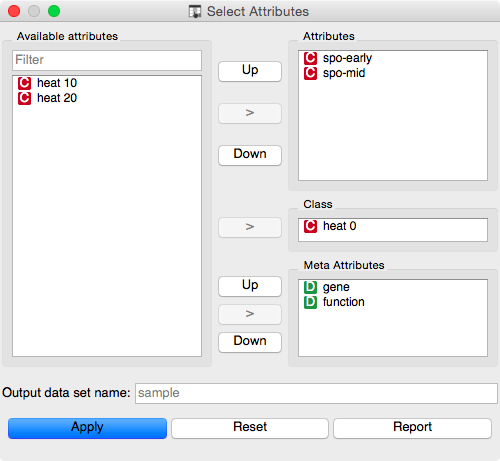 Select Attributes
Available attributes
Filter
C heat 10
C heat 20
Up
>
Down
>
Up
>
Down
Attributes
C spo-early
C spo-mid
Class
C heat 0
Meta Attributes
D gene
D function
Output data set name: sample
Apply Reset Report